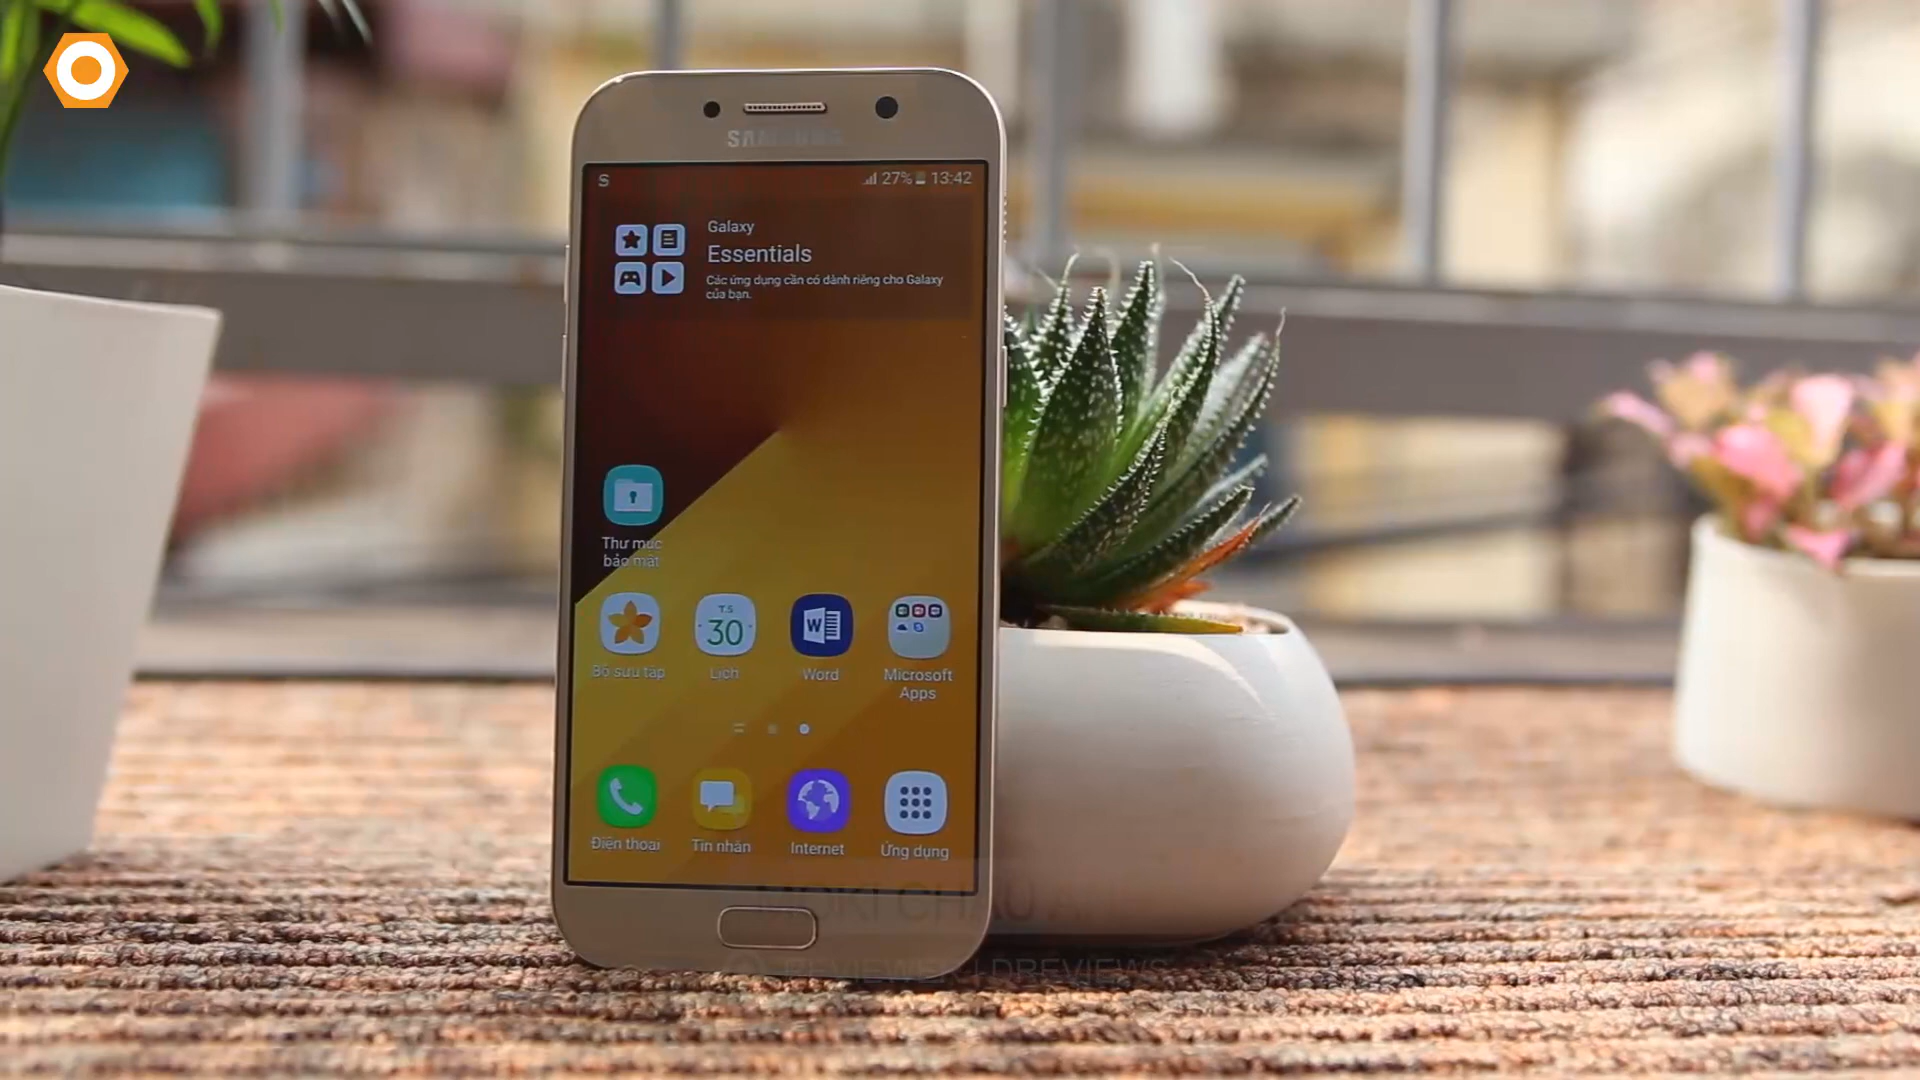 SAMSUNG
S
27% 13:42
Galaxy
Essentials
Các ứng dụng cần có dành riêng cho Galaxy
của bạn.
Thư mục
bảo mật
T.5
30
W
Bộ sưu tập
Lịch
Word
Microsoft
Apps
Điện thoại
Tin nhắn
Internet
Ứng dụng